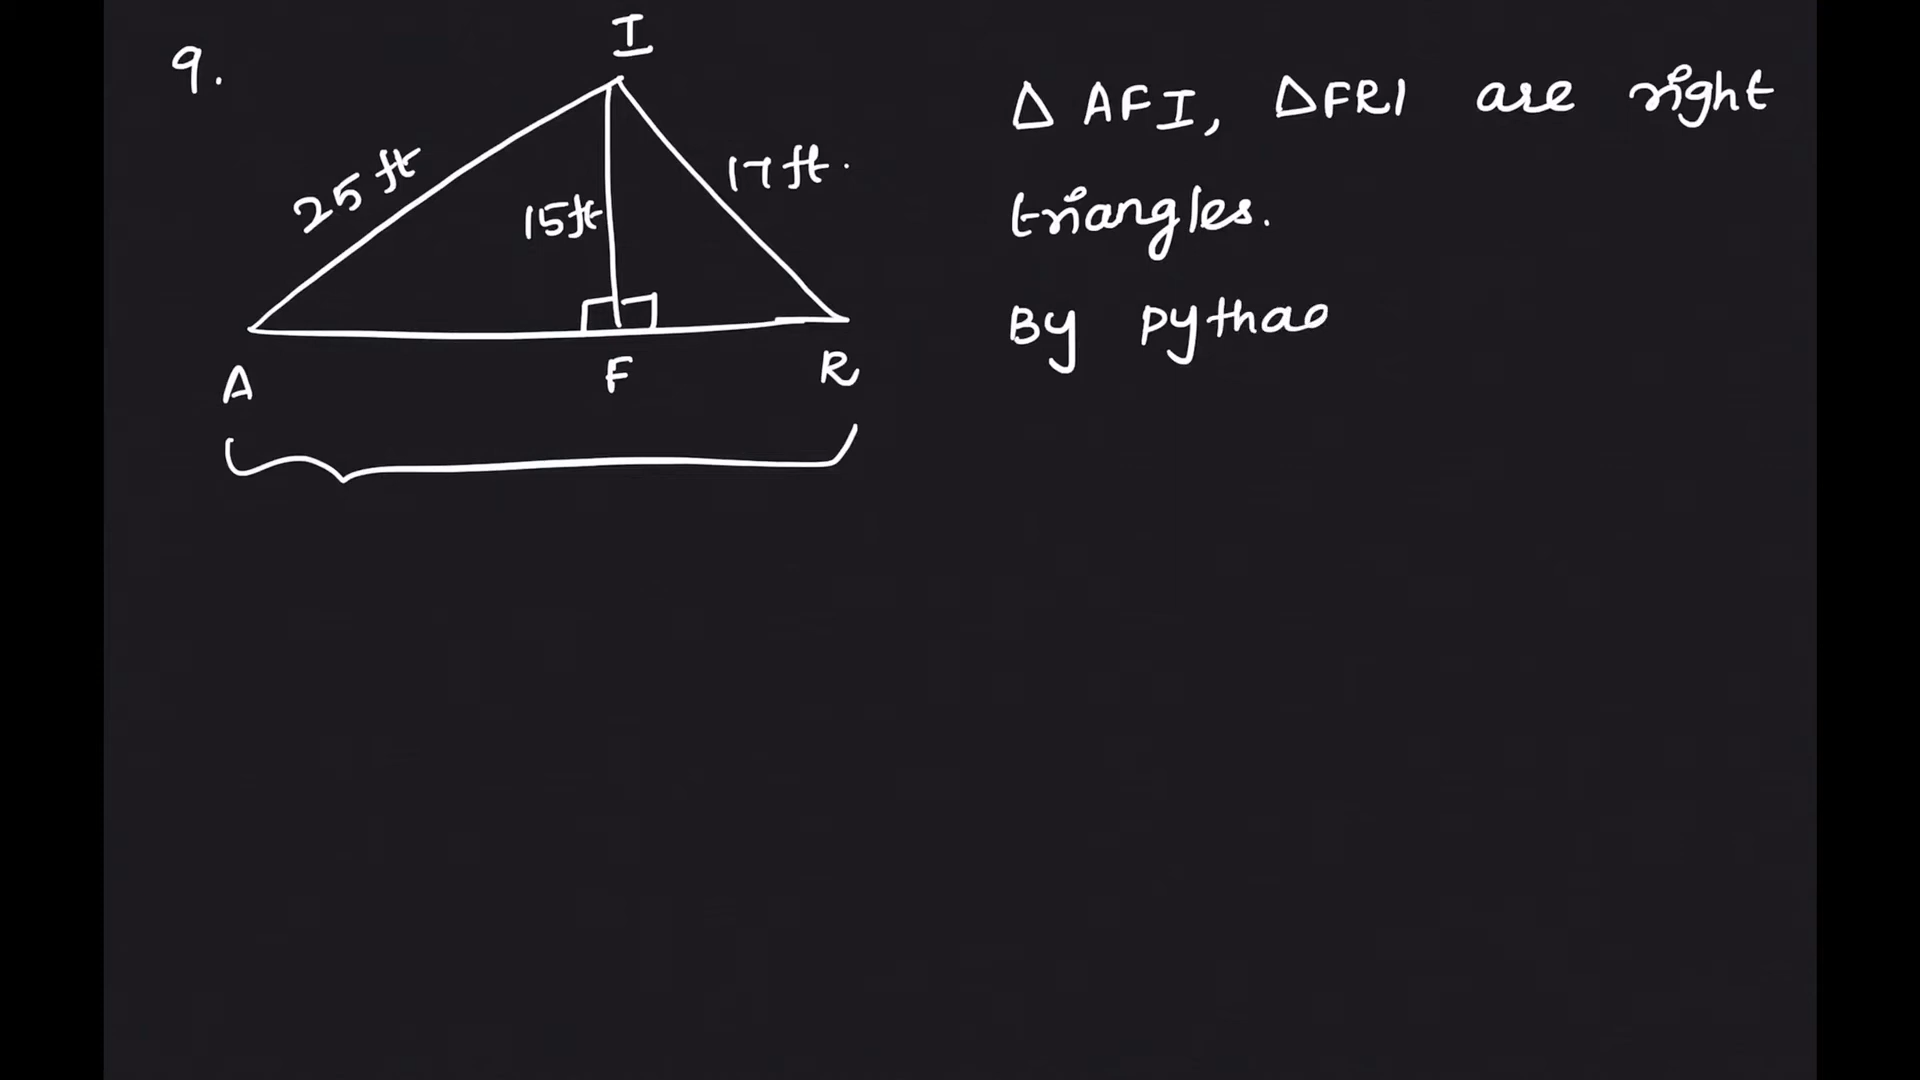 9.
I
25 ft
15ft
17 ft.
A
F
R
Δ AFI, ΔFRI are right
triangles.
By pythao